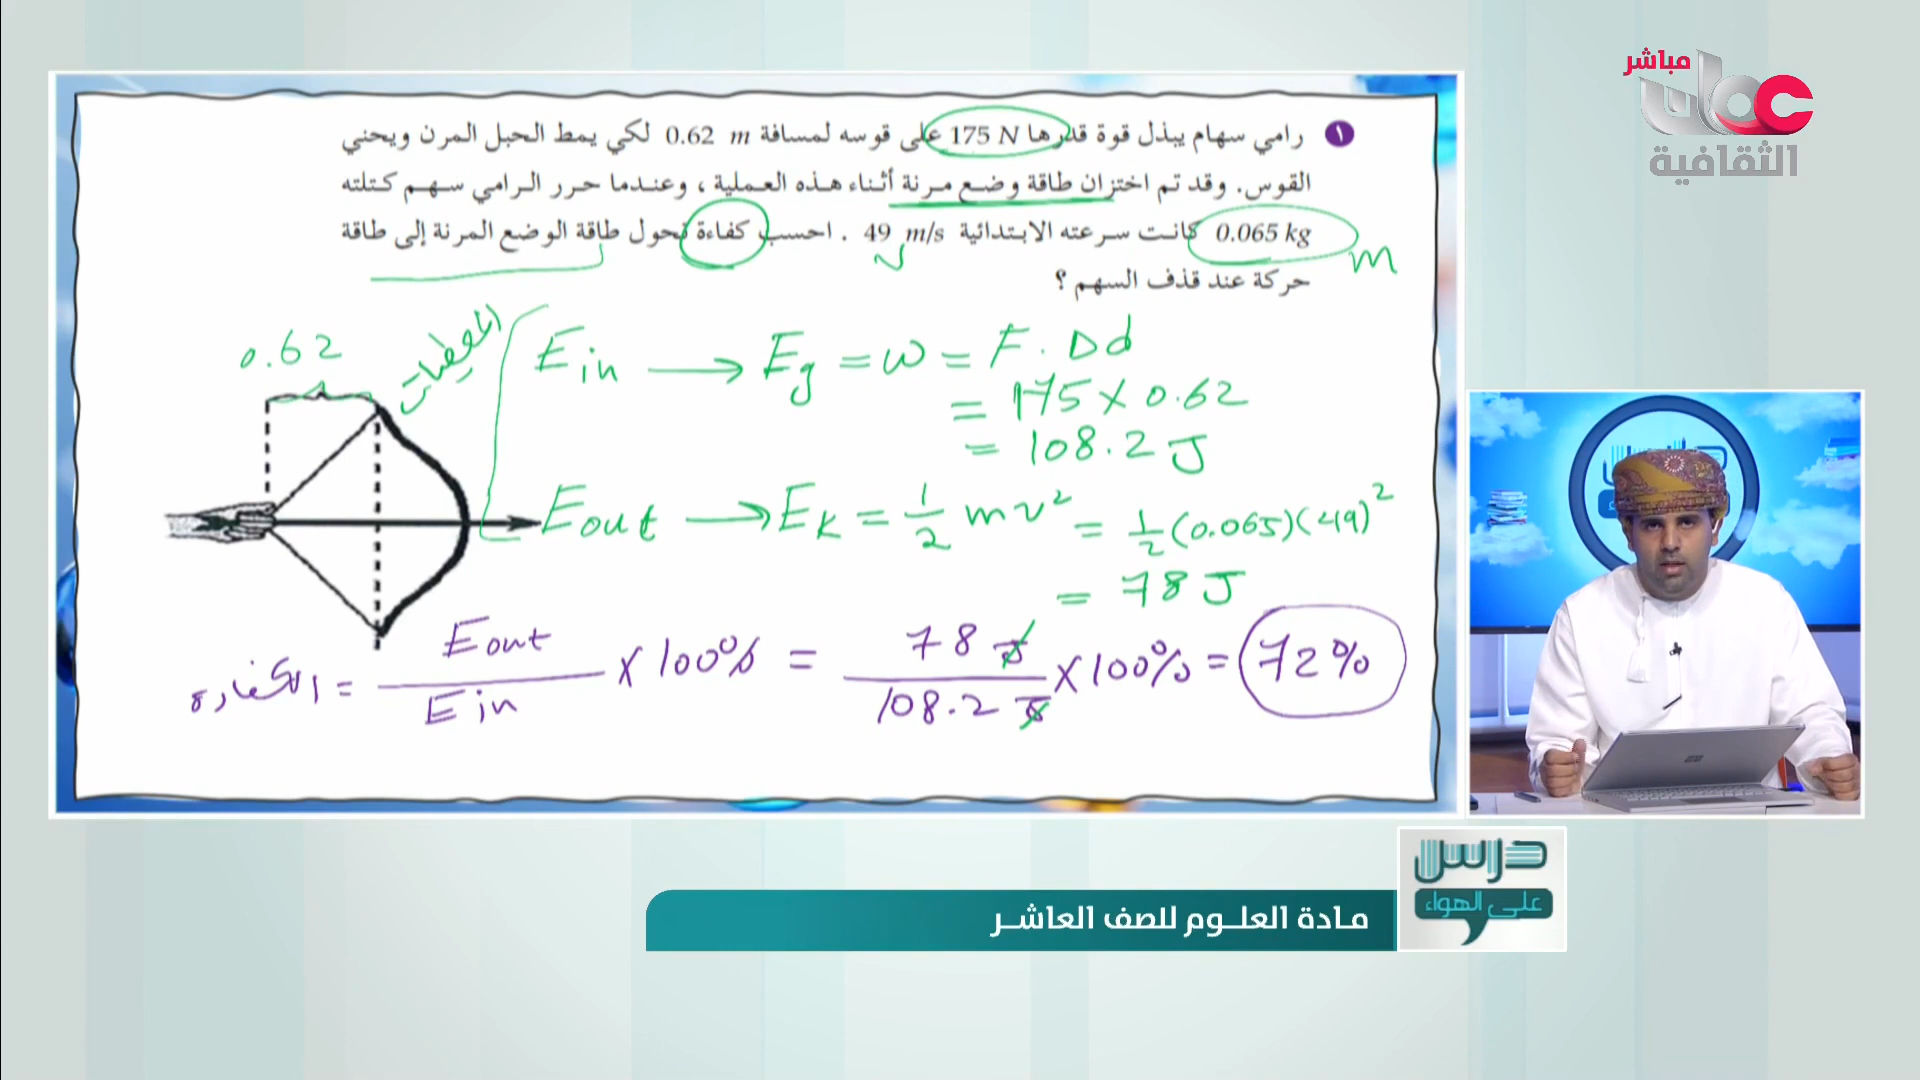 مباشر
عمان
الثقافية
١ رامي سهام يبذل قوة قدرها 175 N على قوسه لمسافة 0.62 m لكي يمط الحبل المرن ويحني
القوس. وقد تم اختزان طاقة وضع مرنة أثناء هذه العملية ، وعندما حرر الرامي سهم كتلته
0.065 kg كانت سرعته الابتدائية 49 m/s . احسب كفاءة تحول طاقة الوضع المرنة إلى طاقة
حركة عند قذف السهم ؟
m
v
0.62
المعطيات
Ein → Eg = W = F . Δd
= 175 × 0.62
= 108.2 J
Eout → EK = 1/2 mv² = 1/2 (0.065)(49)²
= 78 J
الكفاءة = Eout / Ein × 100% = 78 J / 108.2 J × 100% = 72%
درس
على الهواء
مادة العلوم للصف العاشر